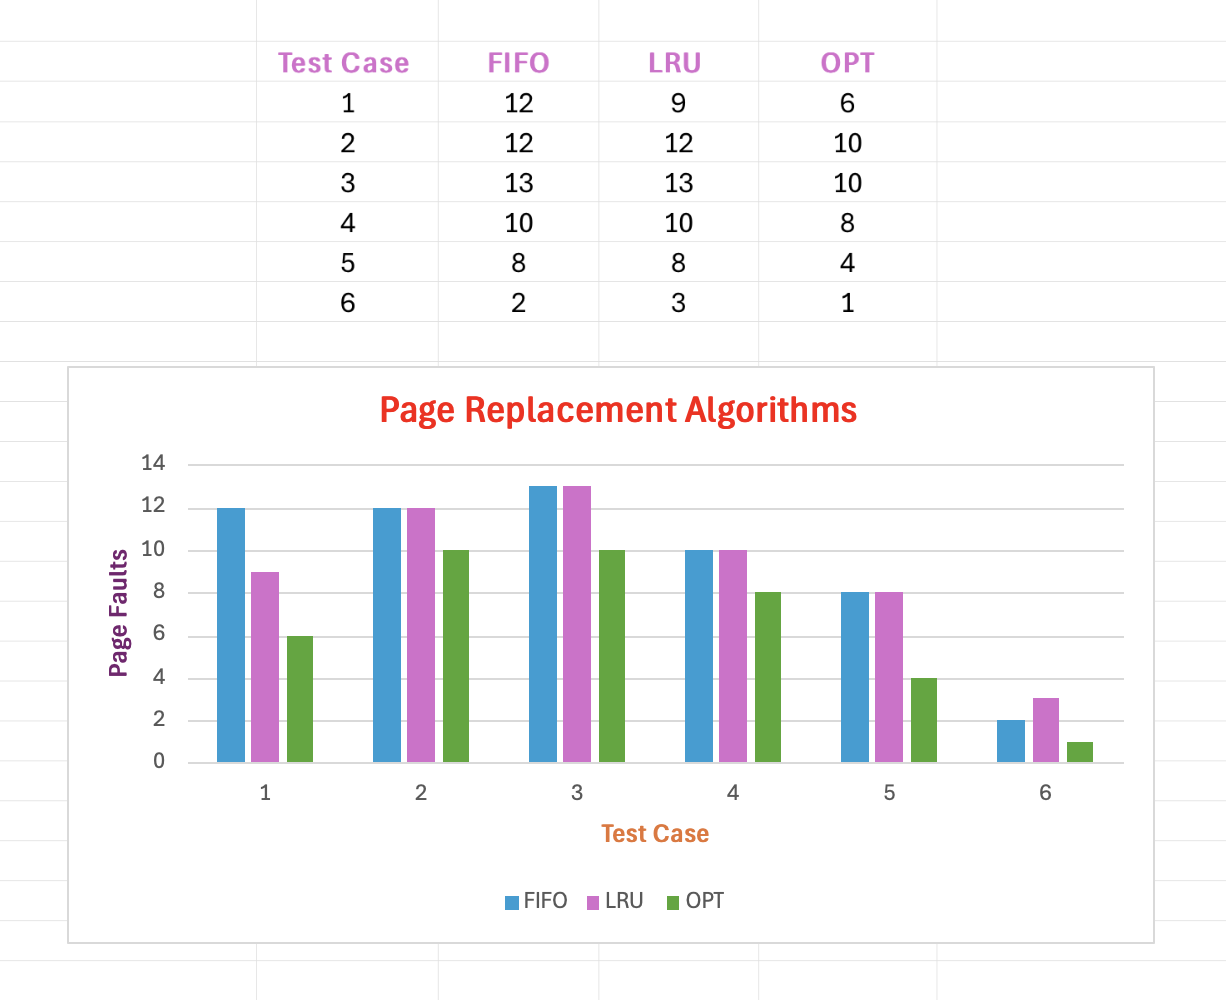 Test Case FIFO LRU OPT
1 12 9 6
2 12 12 10
3 13 13 10
4 10 10 8
5 8 8 4
6 2 3 1
Page Replacement Algorithms
14
12
10
8
6
4
2
0
Page Faults
1 2 3 4 5 6
Test Case
FIFO LRU OPT